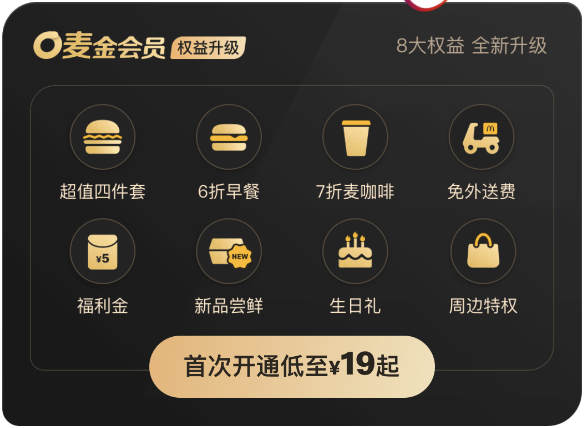 麦金会员 权益升级
8大权益 全新升级
超值四件套 6折早餐 7折麦咖啡 免外送费
¥5 NEW
福利金 新品尝鲜 生日礼 周边特权
首次开通低至¥19起